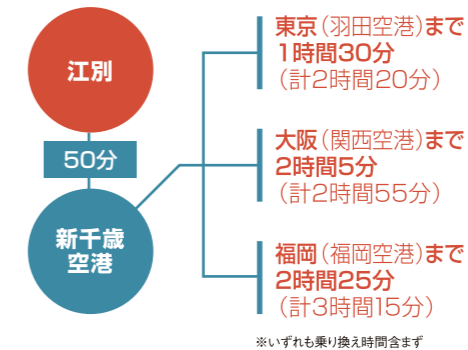 江別
50分
新千歳
空港
東京(羽田空港)まで
1時間30分
(計2時間20分)
大阪(関西空港)まで
2時間5分
(計2時間55分)
福岡(福岡空港)まで
2時間25分
(計3時間15分)
※いずれも乗り換え時間含まず